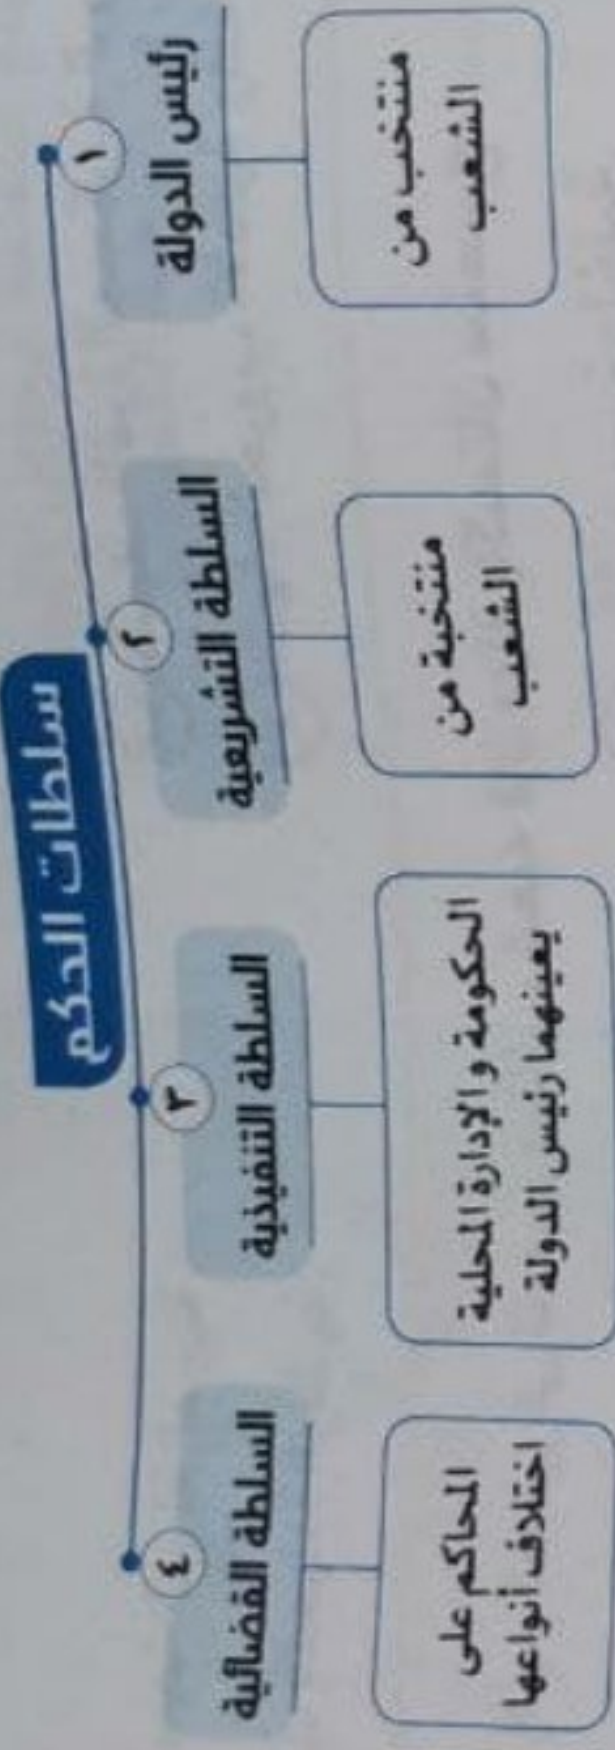 سلطات الحكم
١
رئيس الدولة
منتخب من
الشعب
٢
السلطة التشريعية
منتخبة من
الشعب
٣
السلطة التنفيذية
الحكومة والإدارة المحلية
يعينهما رئيس الدولة
٤
السلطة القضائية
المحاكم على
اختلاف أنواعها